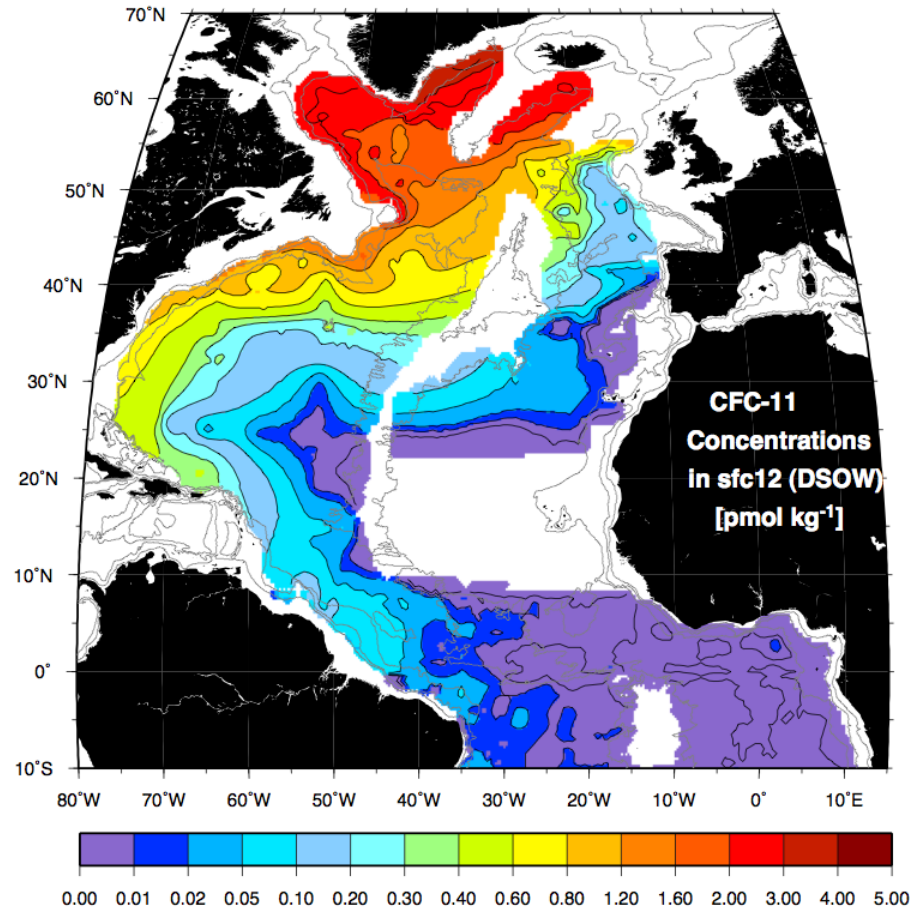 70˚N
60˚N
50˚N
40˚N
30˚N
20˚N
10˚N
0˚
10˚S
CFC-11
Concentrations
in sfc12 (DSOW)
[pmol kg⁻¹]
80˚W 70˚W 60˚W 50˚W 40˚W 30˚W 20˚W 10˚W 0˚ 10˚E
0.00 0.01 0.02 0.05 0.10 0.20 0.30 0.40 0.60 0.80 1.20 1.60 2.00 3.00 4.00 5.00